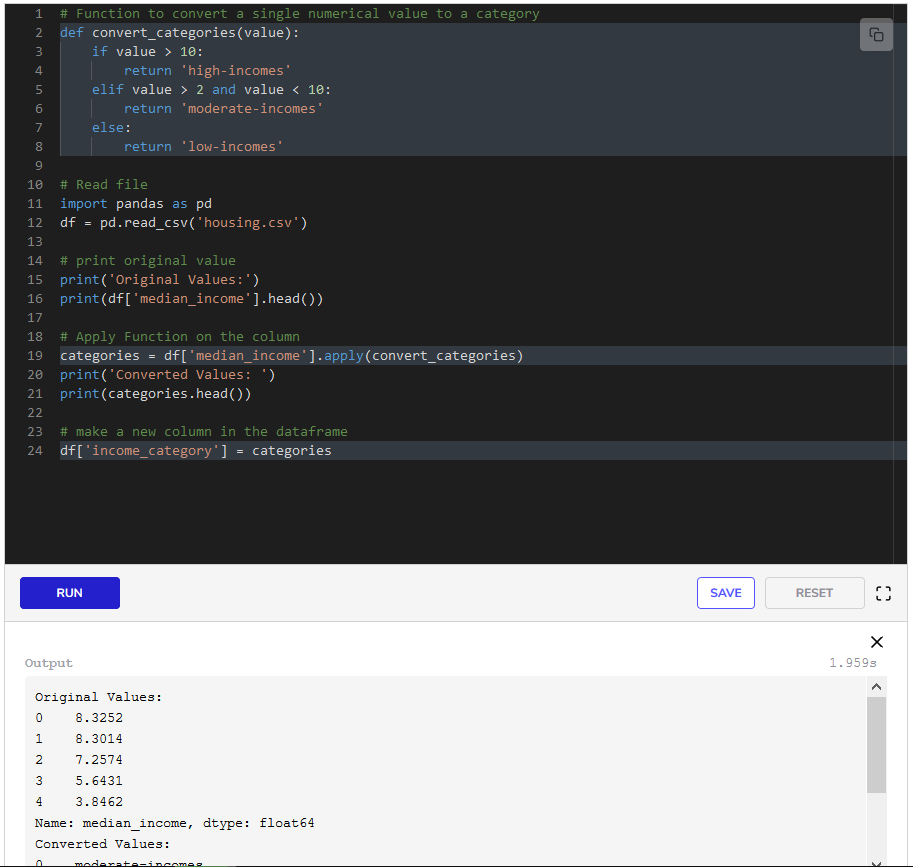 1 # Function to convert a single numerical value to a category
2 def convert_categories(value):
3     if value > 10:
4         return 'high-incomes'
5     elif value > 2 and value < 10:
6         return 'moderate-incomes'
7     else:
8         return 'low-incomes'
9
10 # Read file
11 import pandas as pd
12 df = pd.read_csv('housing.csv')
13
14 # print original value
15 print('Original Values:')
16 print(df['median_income'].head())
17
18 # Apply Function on the column
19 categories = df['median_income'].apply(convert_categories)
20 print('Converted Values: ')
21 print(categories.head())
22
23 # make a new column in the dataframe
24 df['income_category'] = categories
RUN SAVE RESET
Output 1.959s
Original Values:
0    8.3252
1    8.3014
2    7.2574
3    5.6431
4    3.8462
Name: median_income, dtype: float64
Converted Values:
0    moderate-incomes